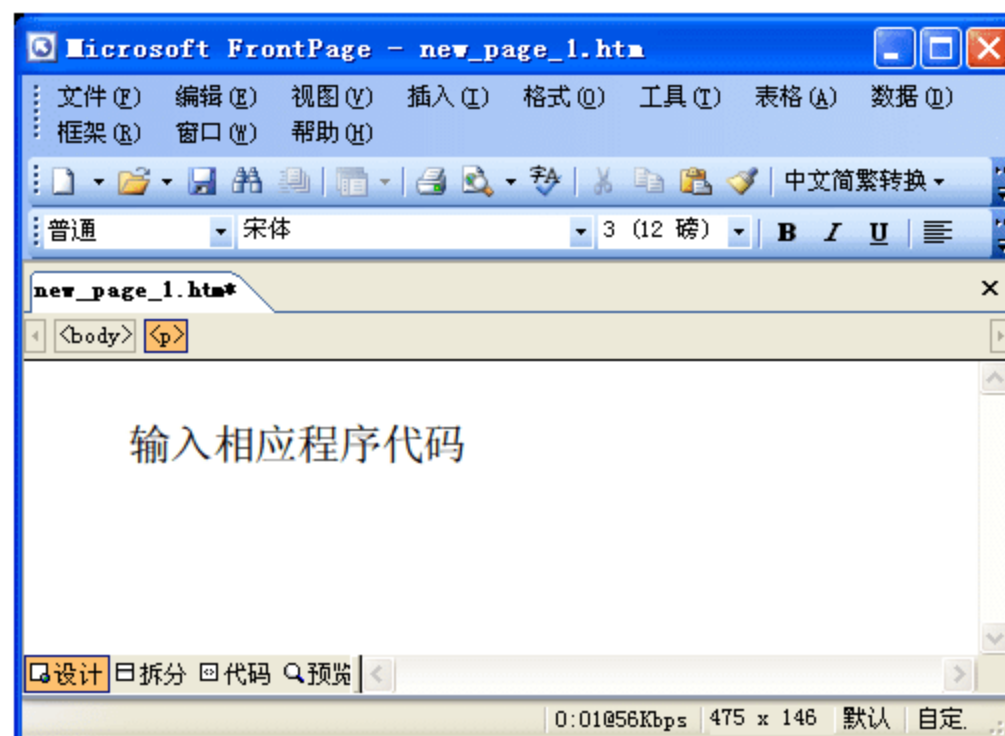 Microsoft FrontPage - new_page_1.htm
文件(F) 编辑(E) 视图(V) 插入(I) 格式(O) 工具(T) 表格(A) 数据(D)
框架(R) 窗口(W) 帮助(H)
中文简繁转换
普通 宋体 3 (12 磅) B I U
new_page_1.htm*
<body> <p>
输入相应程序代码
设计 拆分 代码 预览
0:01@56Kbps 475 x 146 默认 自定.